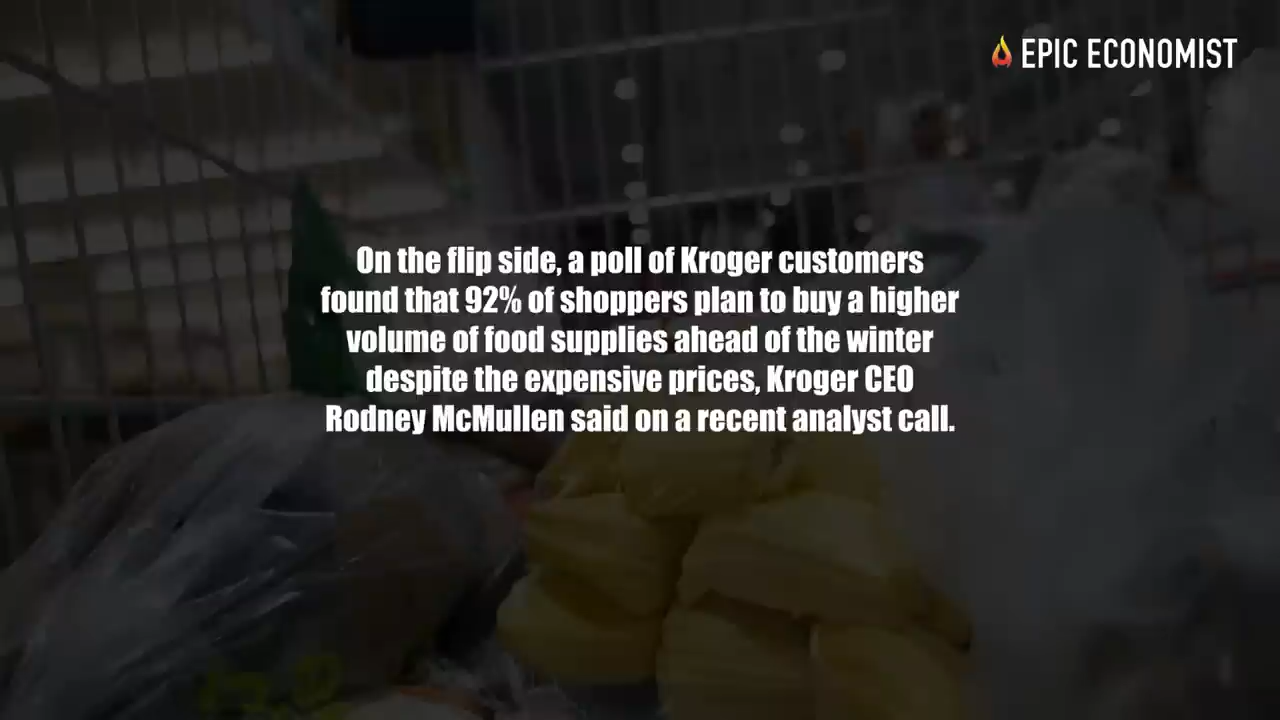 EPIC ECONOMIST
On the flip side, a poll of Kroger customers
found that 92% of shoppers plan to buy a higher
volume of food supplies ahead of the winter
despite the expensive prices, Kroger CEO
Rodney McMullen said on a recent analyst call.